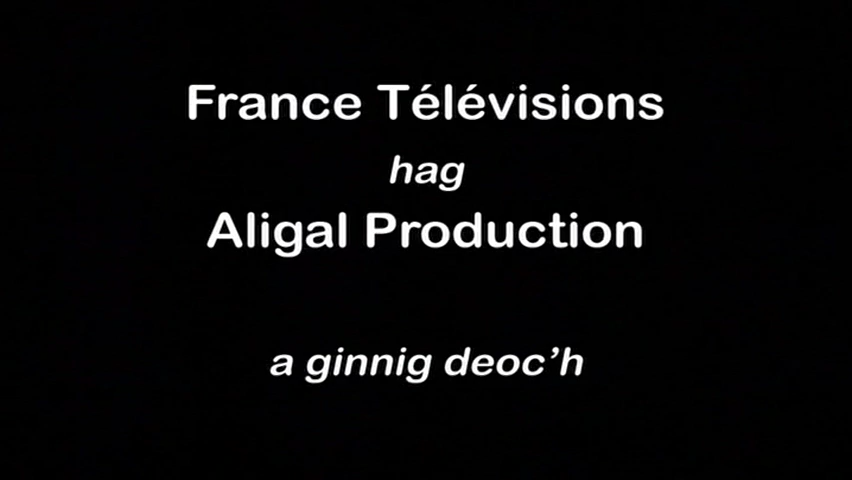 France Télévisions
hag
Aligal Production
a ginnig deoc’h